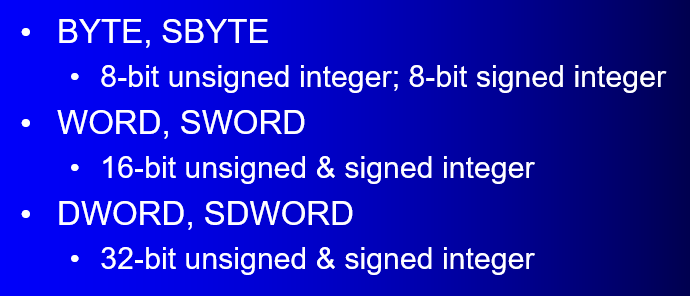 • BYTE, SBYTE
• 8-bit unsigned integer; 8-bit signed integer
• WORD, SWORD
• 16-bit unsigned & signed integer
• DWORD, SDWORD
• 32-bit unsigned & signed integer